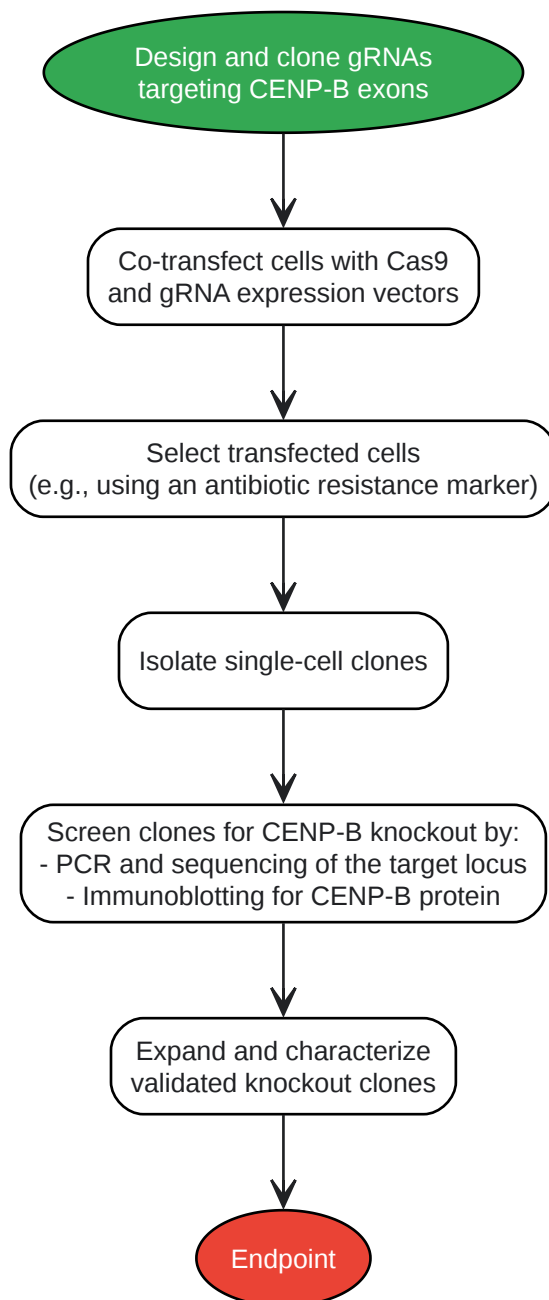 Design and clone gRNAs
targeting CENP-B exons
Co-transfect cells with Cas9
and gRNA expression vectors
Select transfected cells
(e.g., using an antibiotic resistance marker)
Isolate single-cell clones
Screen clones for CENP-B knockout by:
- PCR and sequencing of the target locus
- Immunoblotting for CENP-B protein
Expand and characterize
validated knockout clones
Endpoint